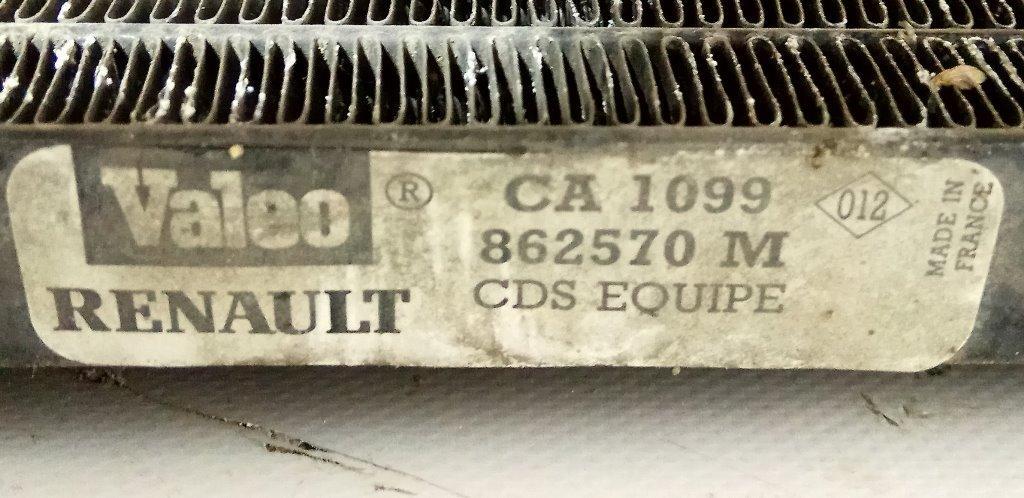 Valeo ®
RENAULT
CA 1099
862570 M
CDS EQUIPE
012
MADE IN
FRANCE